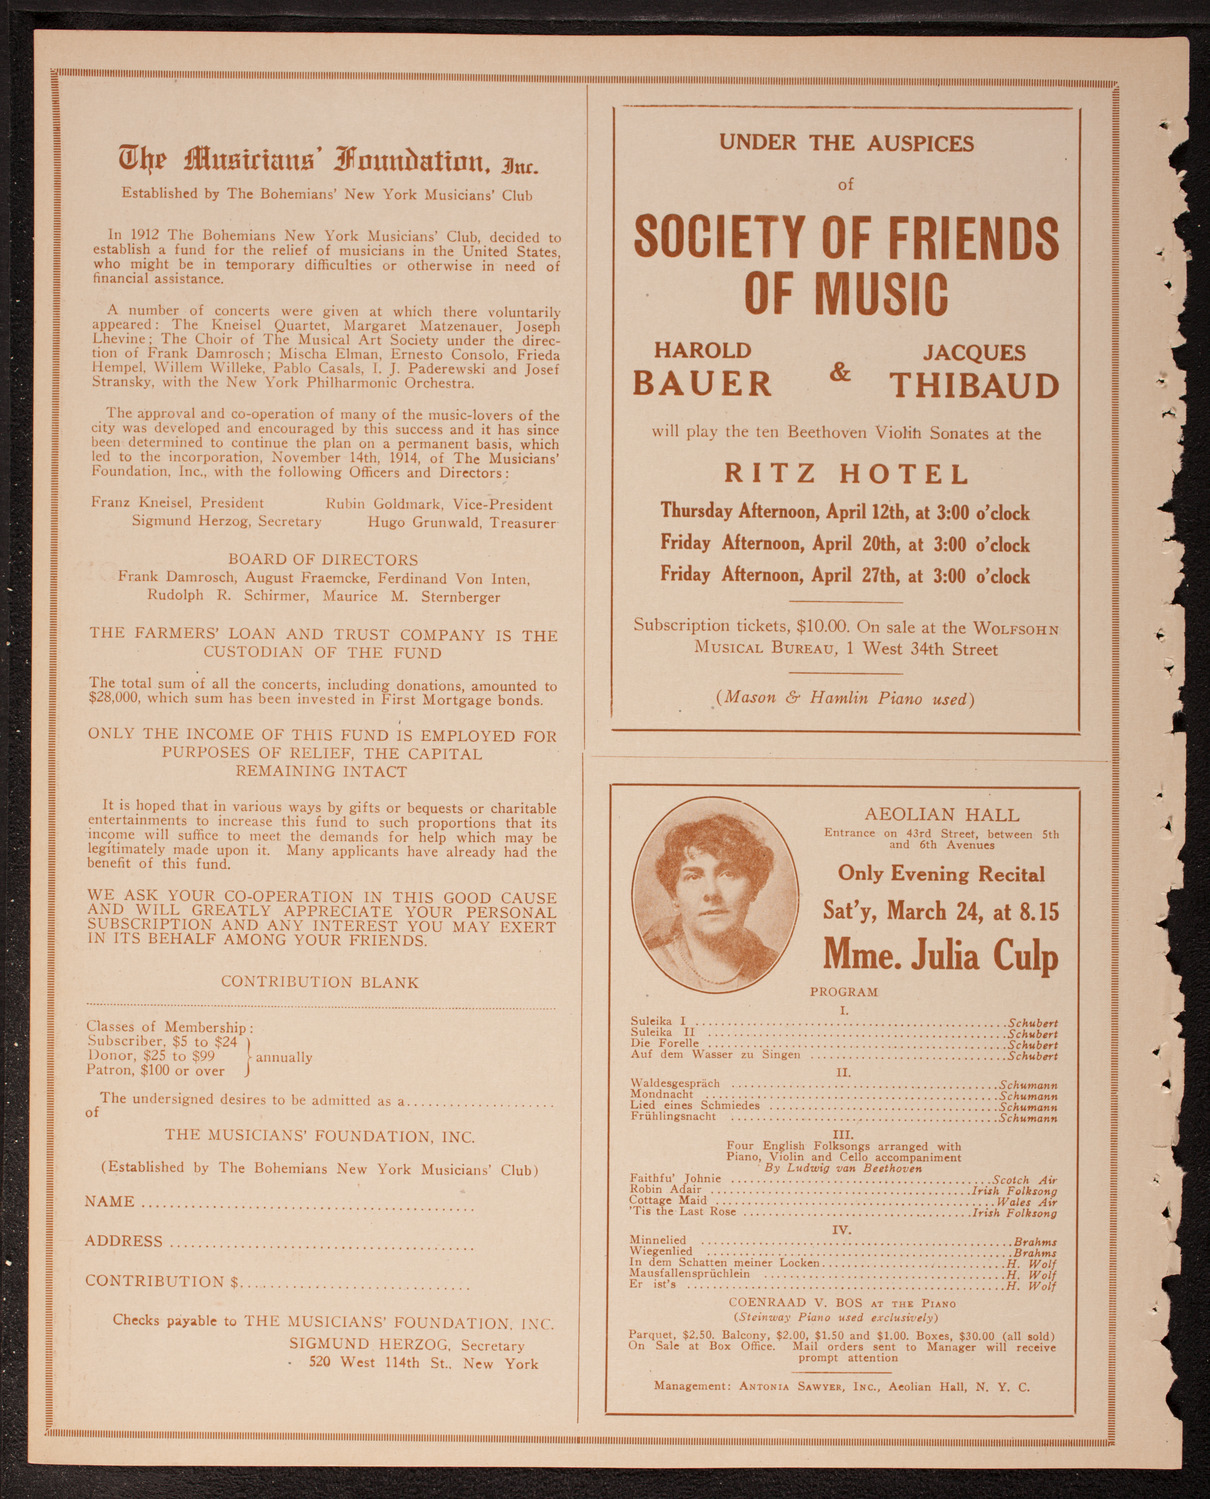 The Musicians' Foundation, Inc.
Established by The Bohemians' New York Musicians' Club
In 1912 The Bohemians New York Musicians' Club, decided to
establish a fund for the relief of musicians in the United States,
who might be in temporary difficulties or otherwise in need of
financial assistance.
A number of concerts were given at which there voluntarily
appeared: The Kneisel Quartet, Margaret Matzenauer, Joseph
Lhevine; The Choir of The Musical Art Society under the direc-
tion of Frank Damrosch; Mischa Elman, Ernesto Consolo, Frieda
Hempel, Willem Willeke, Pablo Casals, I. J. Paderewski and Josef
Stransky, with the New York Philharmonic Orchestra.
The approval and co-operation of many of the music-lovers of the
city was developed and encouraged by this success and it has since
been determined to continue the plan on a permanent basis, which
led to the incorporation, November 14th, 1914, of The Musicians'
Foundation, Inc., with the following Officers and Directors:
Franz Kneisel, President Rubin Goldmark, Vice-President
Sigmund Herzog, Secretary Hugo Grunwald, Treasurer
BOARD OF DIRECTORS
Frank Damrosch, August Fraemcke, Ferdinand Von Inten,
Rudolph R. Schirmer, Maurice M. Sternberger
THE FARMERS' LOAN AND TRUST COMPANY IS THE
CUSTODIAN OF THE FUND
The total sum of all the concerts, including donations, amounted to
$28,000, which sum has been invested in First Mortgage bonds.
ONLY THE INCOME OF THIS FUND IS EMPLOYED FOR
PURPOSES OF RELIEF, THE CAPITAL
REMAINING INTACT
It is hoped that in various ways by gifts or bequests or charitable
entertainments to increase this fund to such proportions that its
income will suffice to meet the demands for help which may be
legitimately made upon it. Many applicants have already had the
benefit of this fund.
WE ASK YOUR CO-OPERATION IN THIS GOOD CAUSE
AND WILL GREATLY APPRECIATE YOUR PERSONAL
SUBSCRIPTION AND ANY INTEREST YOU MAY EXERT
IN ITS BEHALF AMONG YOUR FRIENDS.
CONTRIBUTION BLANK
Classes of Membership:
Subscriber, $5 to $24
Donor, $25 to $99 } annually
Patron, $100 or over
The undersigned desires to be admitted as a......................
of
THE MUSICIANS' FOUNDATION, INC.
(Established by The Bohemians New York Musicians' Club)
NAME ..................................................
ADDRESS ..............................................
CONTRIBUTION $..................................
Checks payable to THE MUSICIANS' FOUNDATION, INC.
SIGMUND HERZOG, Secretary
520 West 114th St., New York
UNDER THE AUSPICES
of
SOCIETY OF FRIENDS
OF MUSIC
HAROLD JACQUES
BAUER & THIBAUD
will play the ten Beethoven Violin Sonates at the
RITZ HOTEL
Thursday Afternoon, April 12th, at 3:00 o'clock
Friday Afternoon, April 20th, at 3:00 o'clock
Friday Afternoon, April 27th, at 3:00 o'clock
Subscription tickets, $10.00. On sale at the WOLFSOHN
MUSICAL BUREAU, 1 West 34th Street
(Mason & Hamlin Piano used)
AEOLIAN HALL
Entrance on 43rd Street, between 5th
and 6th Avenues
Only Evening Recital
Sat'y, March 24, at 8.15
Mme. Julia Culp
PROGRAM
I.
Suleika I ..................................................Schubert
Suleika II ................................................Schubert
Die Forelle ................................................Schubert
Auf dem Wasser zu Singen ..............................Schubert
II.
Waldesgespräch ..........................................Schumann
Mondnacht ..............................................Schumann
Lied eines Schmiedes ....................................Schumann
Frühlingsnacht ..........................................Schumann
III.
Four English Folksongs arranged with
Piano, Violin and Cello accompaniment
By Ludwig van Beethoven
Faithfu' Johnie ........................................Scotch Air
Robin Adair ........................................Irish Folksong
Cottage Maid ............................................Wales Air
'Tis the Last Rose ....................................Irish Folksong
IV.
Minnelied ..................................................Brahms
Wiegenlied ................................................Brahms
In dem Schatten meiner Locken............................H. Wolf
Mausfallensprüchlein ......................................H. Wolf
Er ist's ..................................................H. Wolf
COENRAAD V. BOS AT THE PIANO
(Steinway Piano used exclusively)
Parquet, $2.50. Balcony, $2.00, $1.50 and $1.00. Boxes, $30.00 (all sold)
On Sale at Box Office. Mail orders sent to Manager will receive
prompt attention
Management: ANTONIA SAWYER, INC., Aeolian Hall, N. Y. C.